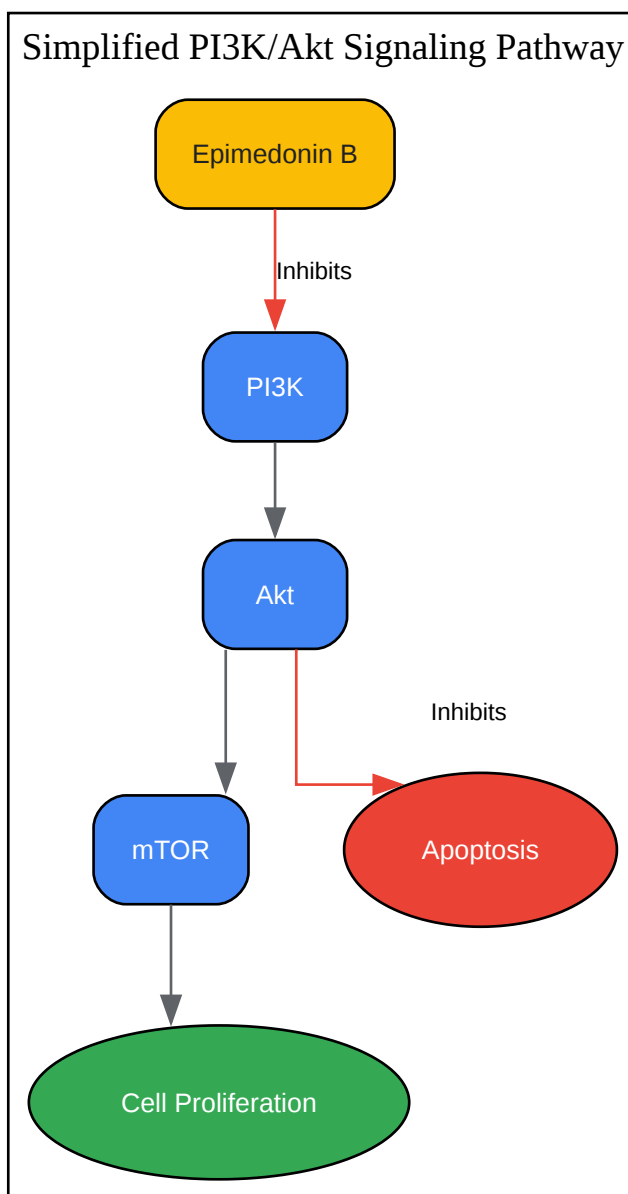 Simplified PI3K/Akt Signaling Pathway
Epimedonin B
Inhibits
PI3K
Akt
Inhibits
mTOR
Apoptosis
Cell Proliferation